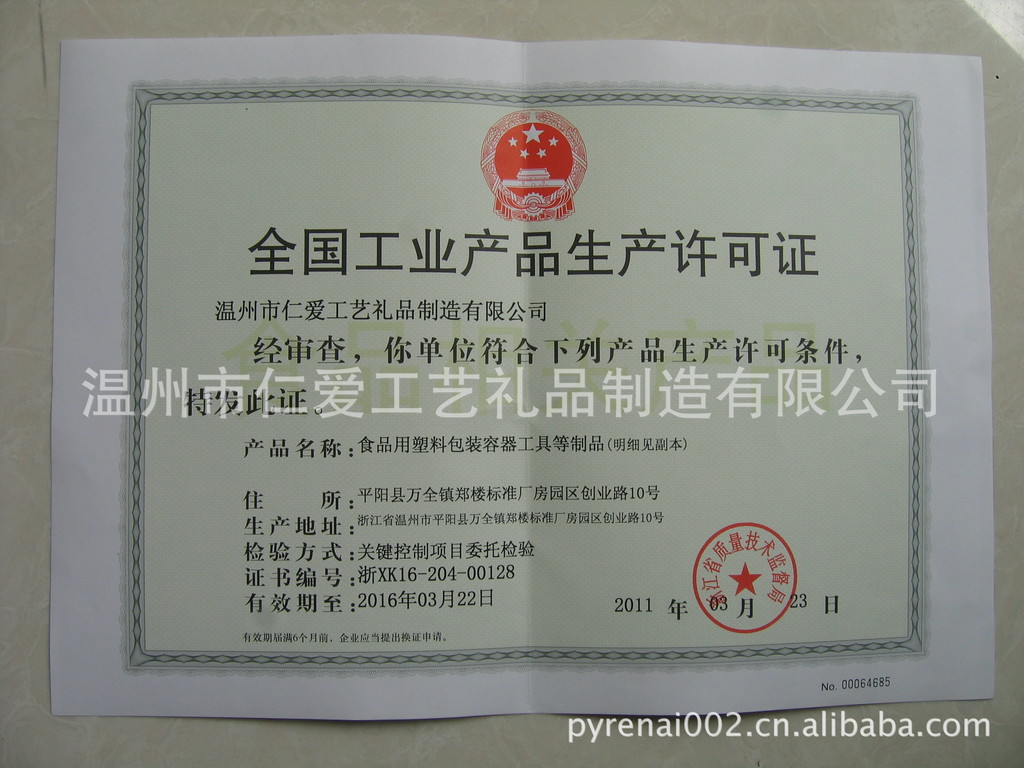 全国工业产品生产许可证
温州市仁爱工艺礼品制造有限公司
食品相关产品
经审查，你单位符合下列产品生产许可条件，
特发此证。
温州市仁爱工艺礼品制造有限公司
产品名称：食品用塑料包装容器工具等制品(明细见副本)
住所：平阳县万全镇郑楼标准厂房园区创业路10号
生产地址：浙江省温州市平阳县万全镇郑楼标准厂房园区创业路10号
检验方式：关键控制项目委托检验
证书编号：浙XK16-204-00128
有效期至：2016年03月22日
浙江省质量技术监督局
2011 年 03 月 23 日
有效期届满6个月前，企业应当提出换证申请。
No. 00064685
pyrenai002.cn.alibaba.com